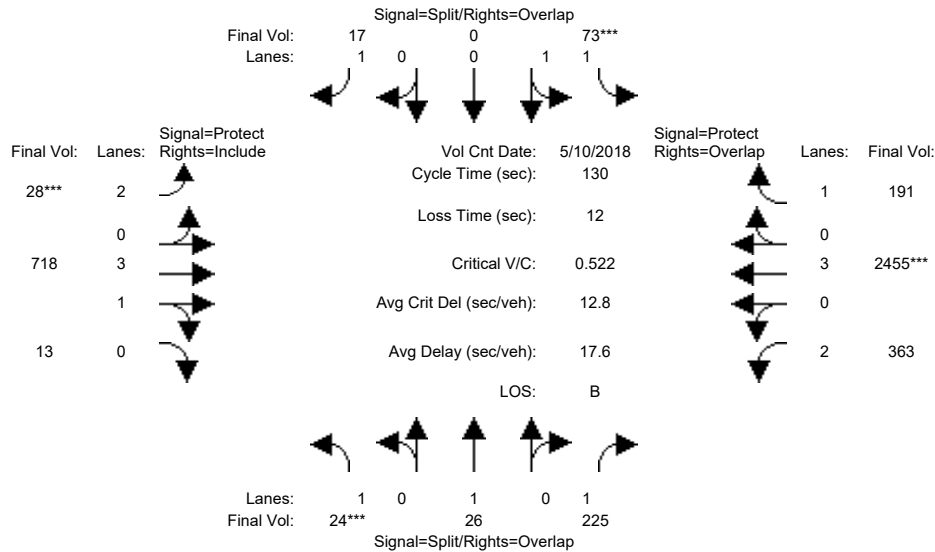 Signal=Split/Rights=Overlap
Final Vol: 17 0 73***
Lanes: 1 0 0 1 1
Signal=Protect Signal=Protect
Final Vol: Lanes: Rights=Include Vol Cnt Date: 5/10/2018 Rights=Overlap Lanes: Final Vol:
Cycle Time (sec): 130
28*** 2 1 191
Loss Time (sec): 12
0 0
718 3 Critical V/C: 0.522 3 2455***
1 Avg Crit Del (sec/veh): 12.8 0
13 0 Avg Delay (sec/veh): 17.6 2 363
LOS: B
Lanes: 1 0 1 0 1
Final Vol: 24*** 26 225
Signal=Split/Rights=Overlap